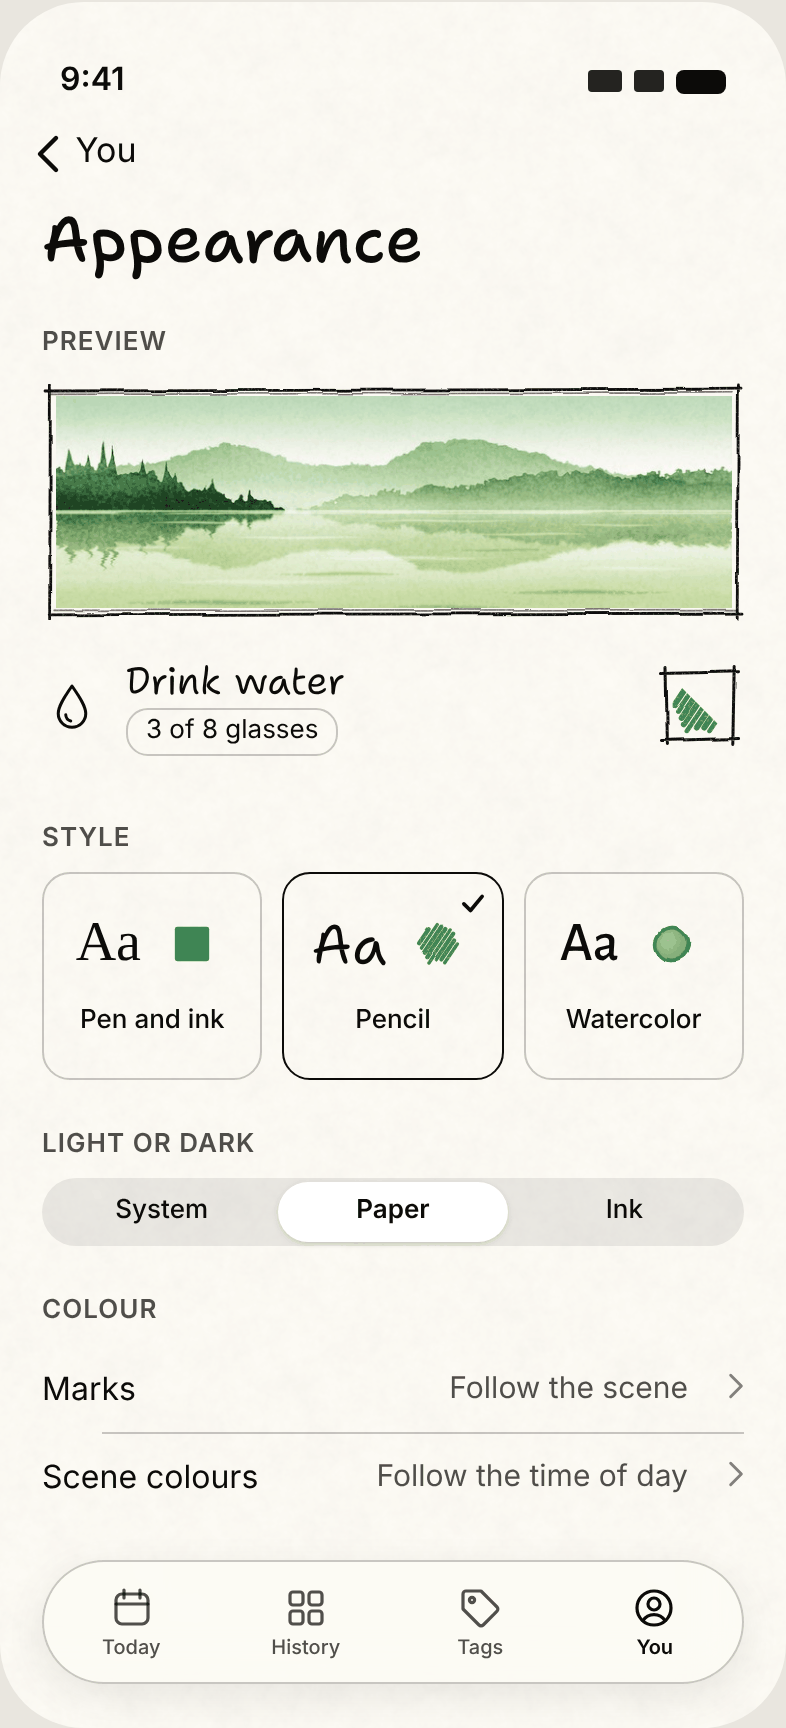 9:41
You
Appearance
PREVIEW
Drink water
3 of 8 glasses
STYLE
Aa
Aa
Aa
Pen and ink
Pencil
Watercolor
LIGHT OR DARK
System
Paper
Ink
COLOUR
Marks
Follow the scene
Scene colours
Follow the time of day
Today
History
Tags
You